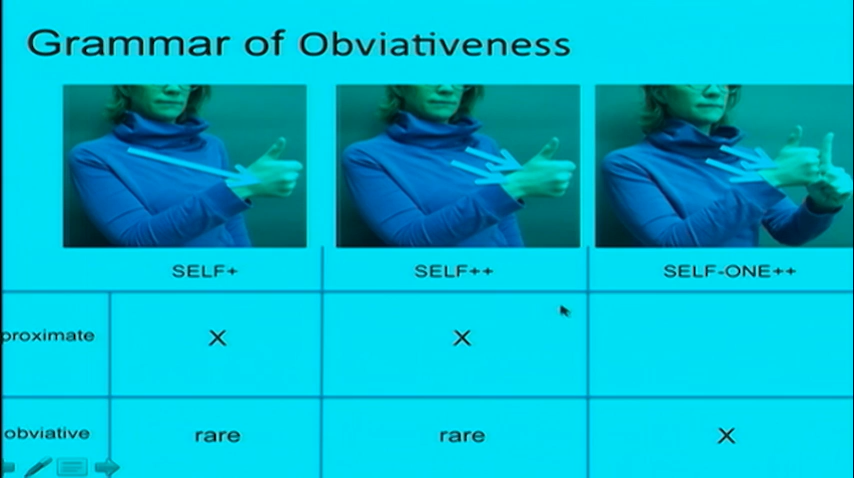 Grammar of Obviativeness
SELF+ SELF++ SELF-ONE++
proximate X X
obviative rare rare X